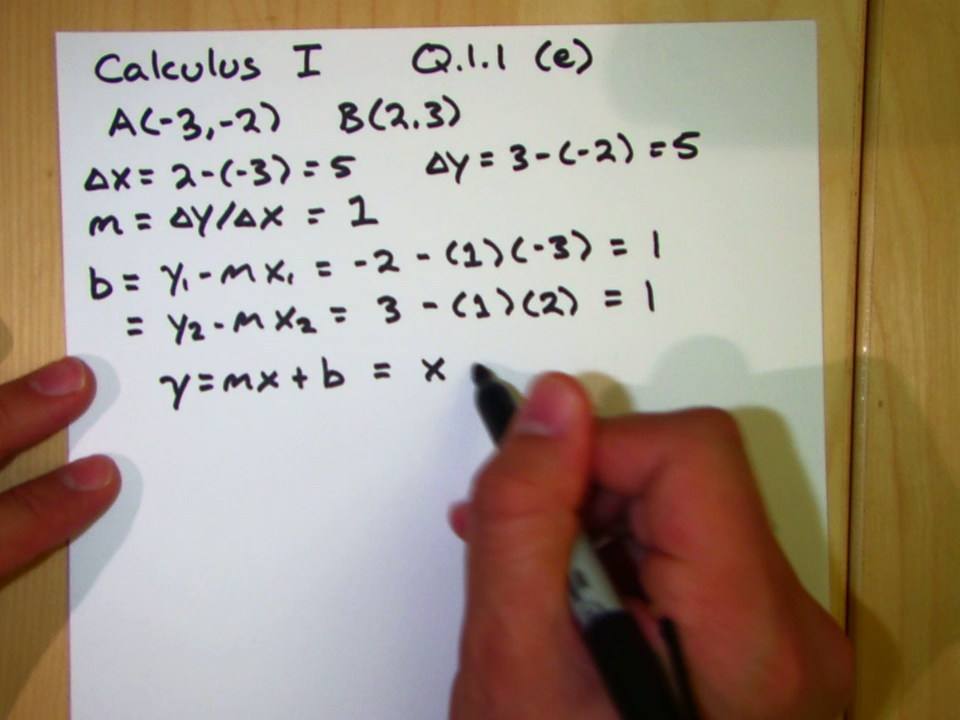 Calculus I Q.1.1 (e)
A(-3,-2) B(2.3)
Δx = 2-(-3) = 5 Δy = 3-(-2) = 5
m = Δy/Δx = 1
b = y₁-mx₁ = -2 - (1)(-3) = 1
= y₂-mx₂ = 3 - (1)(2) = 1
y=mx+b = x